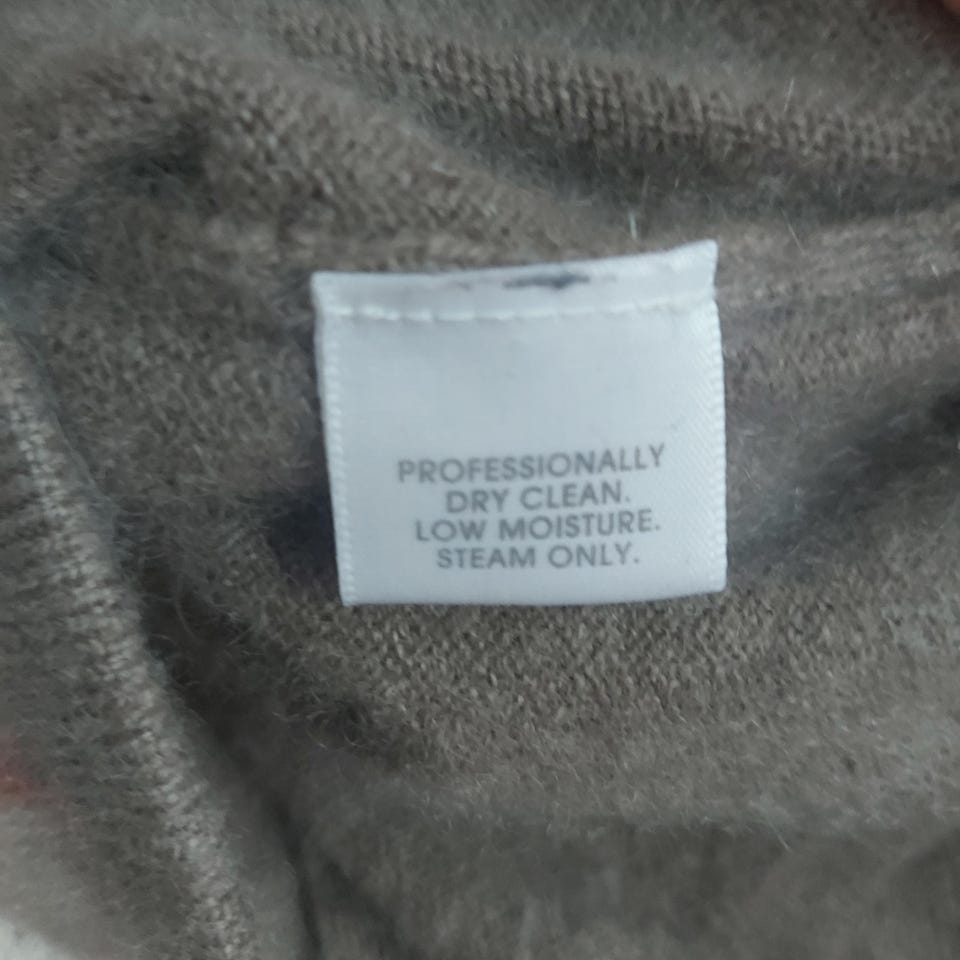 PROFESSIONALLY
DRY CLEAN.
LOW MOISTURE.
STEAM ONLY.